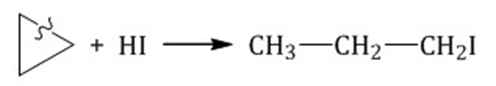 + HI ⟶ CH₃—CH₂—CH₂I